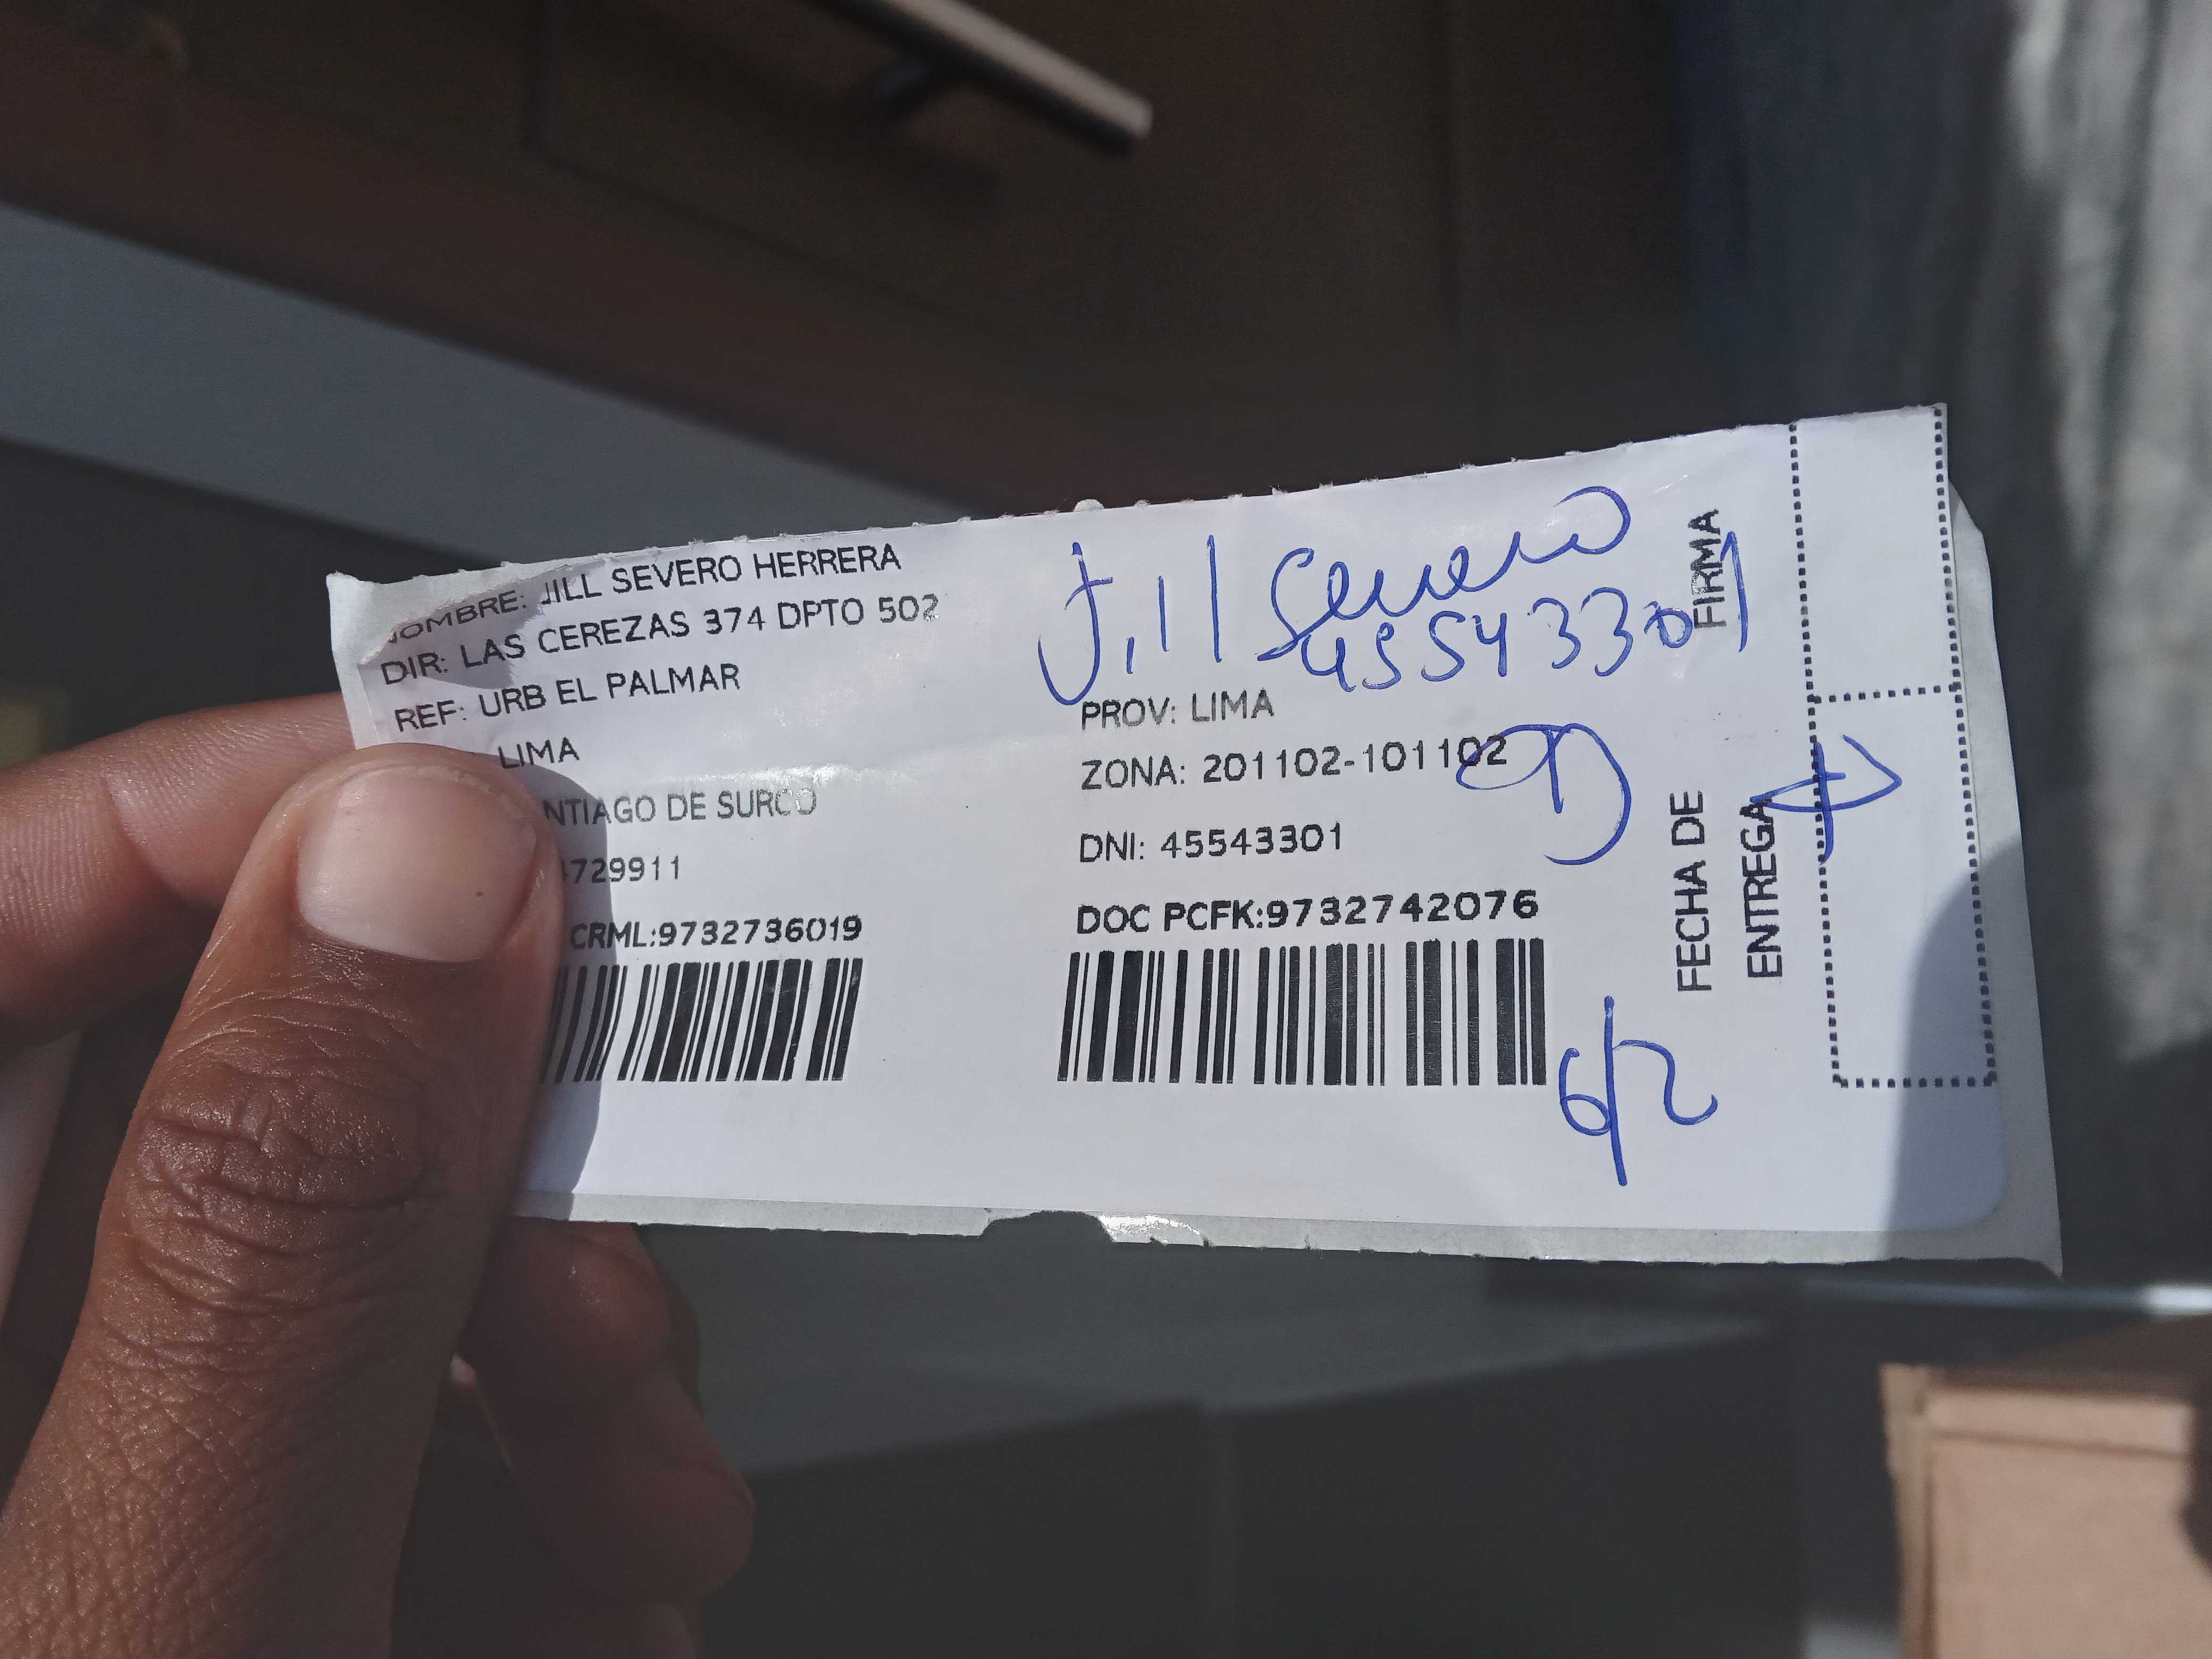 NOMBRE: JILL SEVERO HERRERA
DIR: LAS CEREZAS 374 DPTO 502
REF: URB EL PALMAR
LIMA
NTIAGO DE SURCO
729911
CRML:9732736019
Jill Severo
45543301
PROV: LIMA
ZONA: 201102-101102
DNI: 45543301
DOC PCFK:9732742076
6/2
FIRMA
FECHA DE
ENTREGA